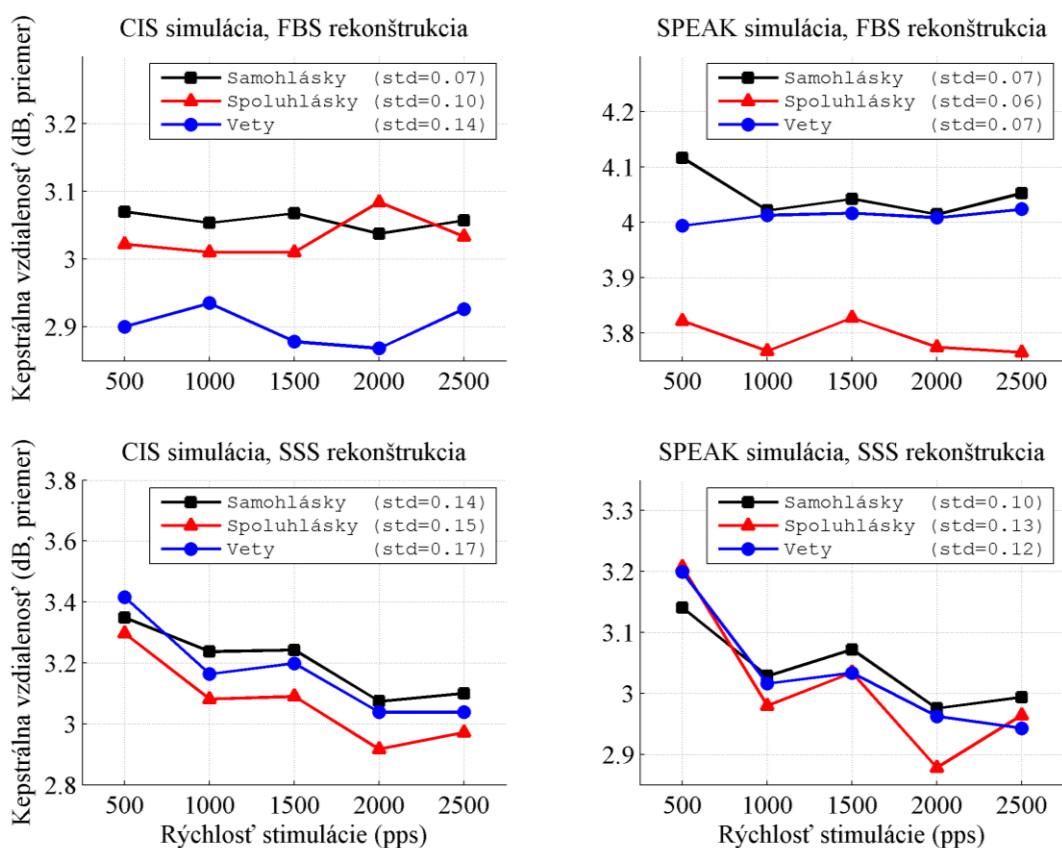 CIS simulácia, FBS rekonštrukcia
Kepstrálna vzdialenosť (dB, priemer)
3.2
3.1
3
2.9
Samohlásky (std=0.07)
Spoluhlásky (std=0.10)
Vety (std=0.14)
500 1000 1500 2000 2500
SPEAK simulácia, FBS rekonštrukcia
4.2
4.1
4
3.9
3.8
Samohlásky (std=0.07)
Spoluhlásky (std=0.06)
Vety (std=0.07)
500 1000 1500 2000 2500
CIS simulácia, SSS rekonštrukcia
Kepstrálna vzdialenosť (dB, priemer)
3.8
3.6
3.4
3.2
3
2.8
Samohlásky (std=0.14)
Spoluhlásky (std=0.15)
Vety (std=0.17)
500 1000 1500 2000 2500
Rýchlosť stimulácie (pps)
SPEAK simulácia, SSS rekonštrukcia
3.3
3.2
3.1
3
2.9
Samohlásky (std=0.10)
Spoluhlásky (std=0.13)
Vety (std=0.12)
500 1000 1500 2000 2500
Rýchlosť stimulácie (pps)